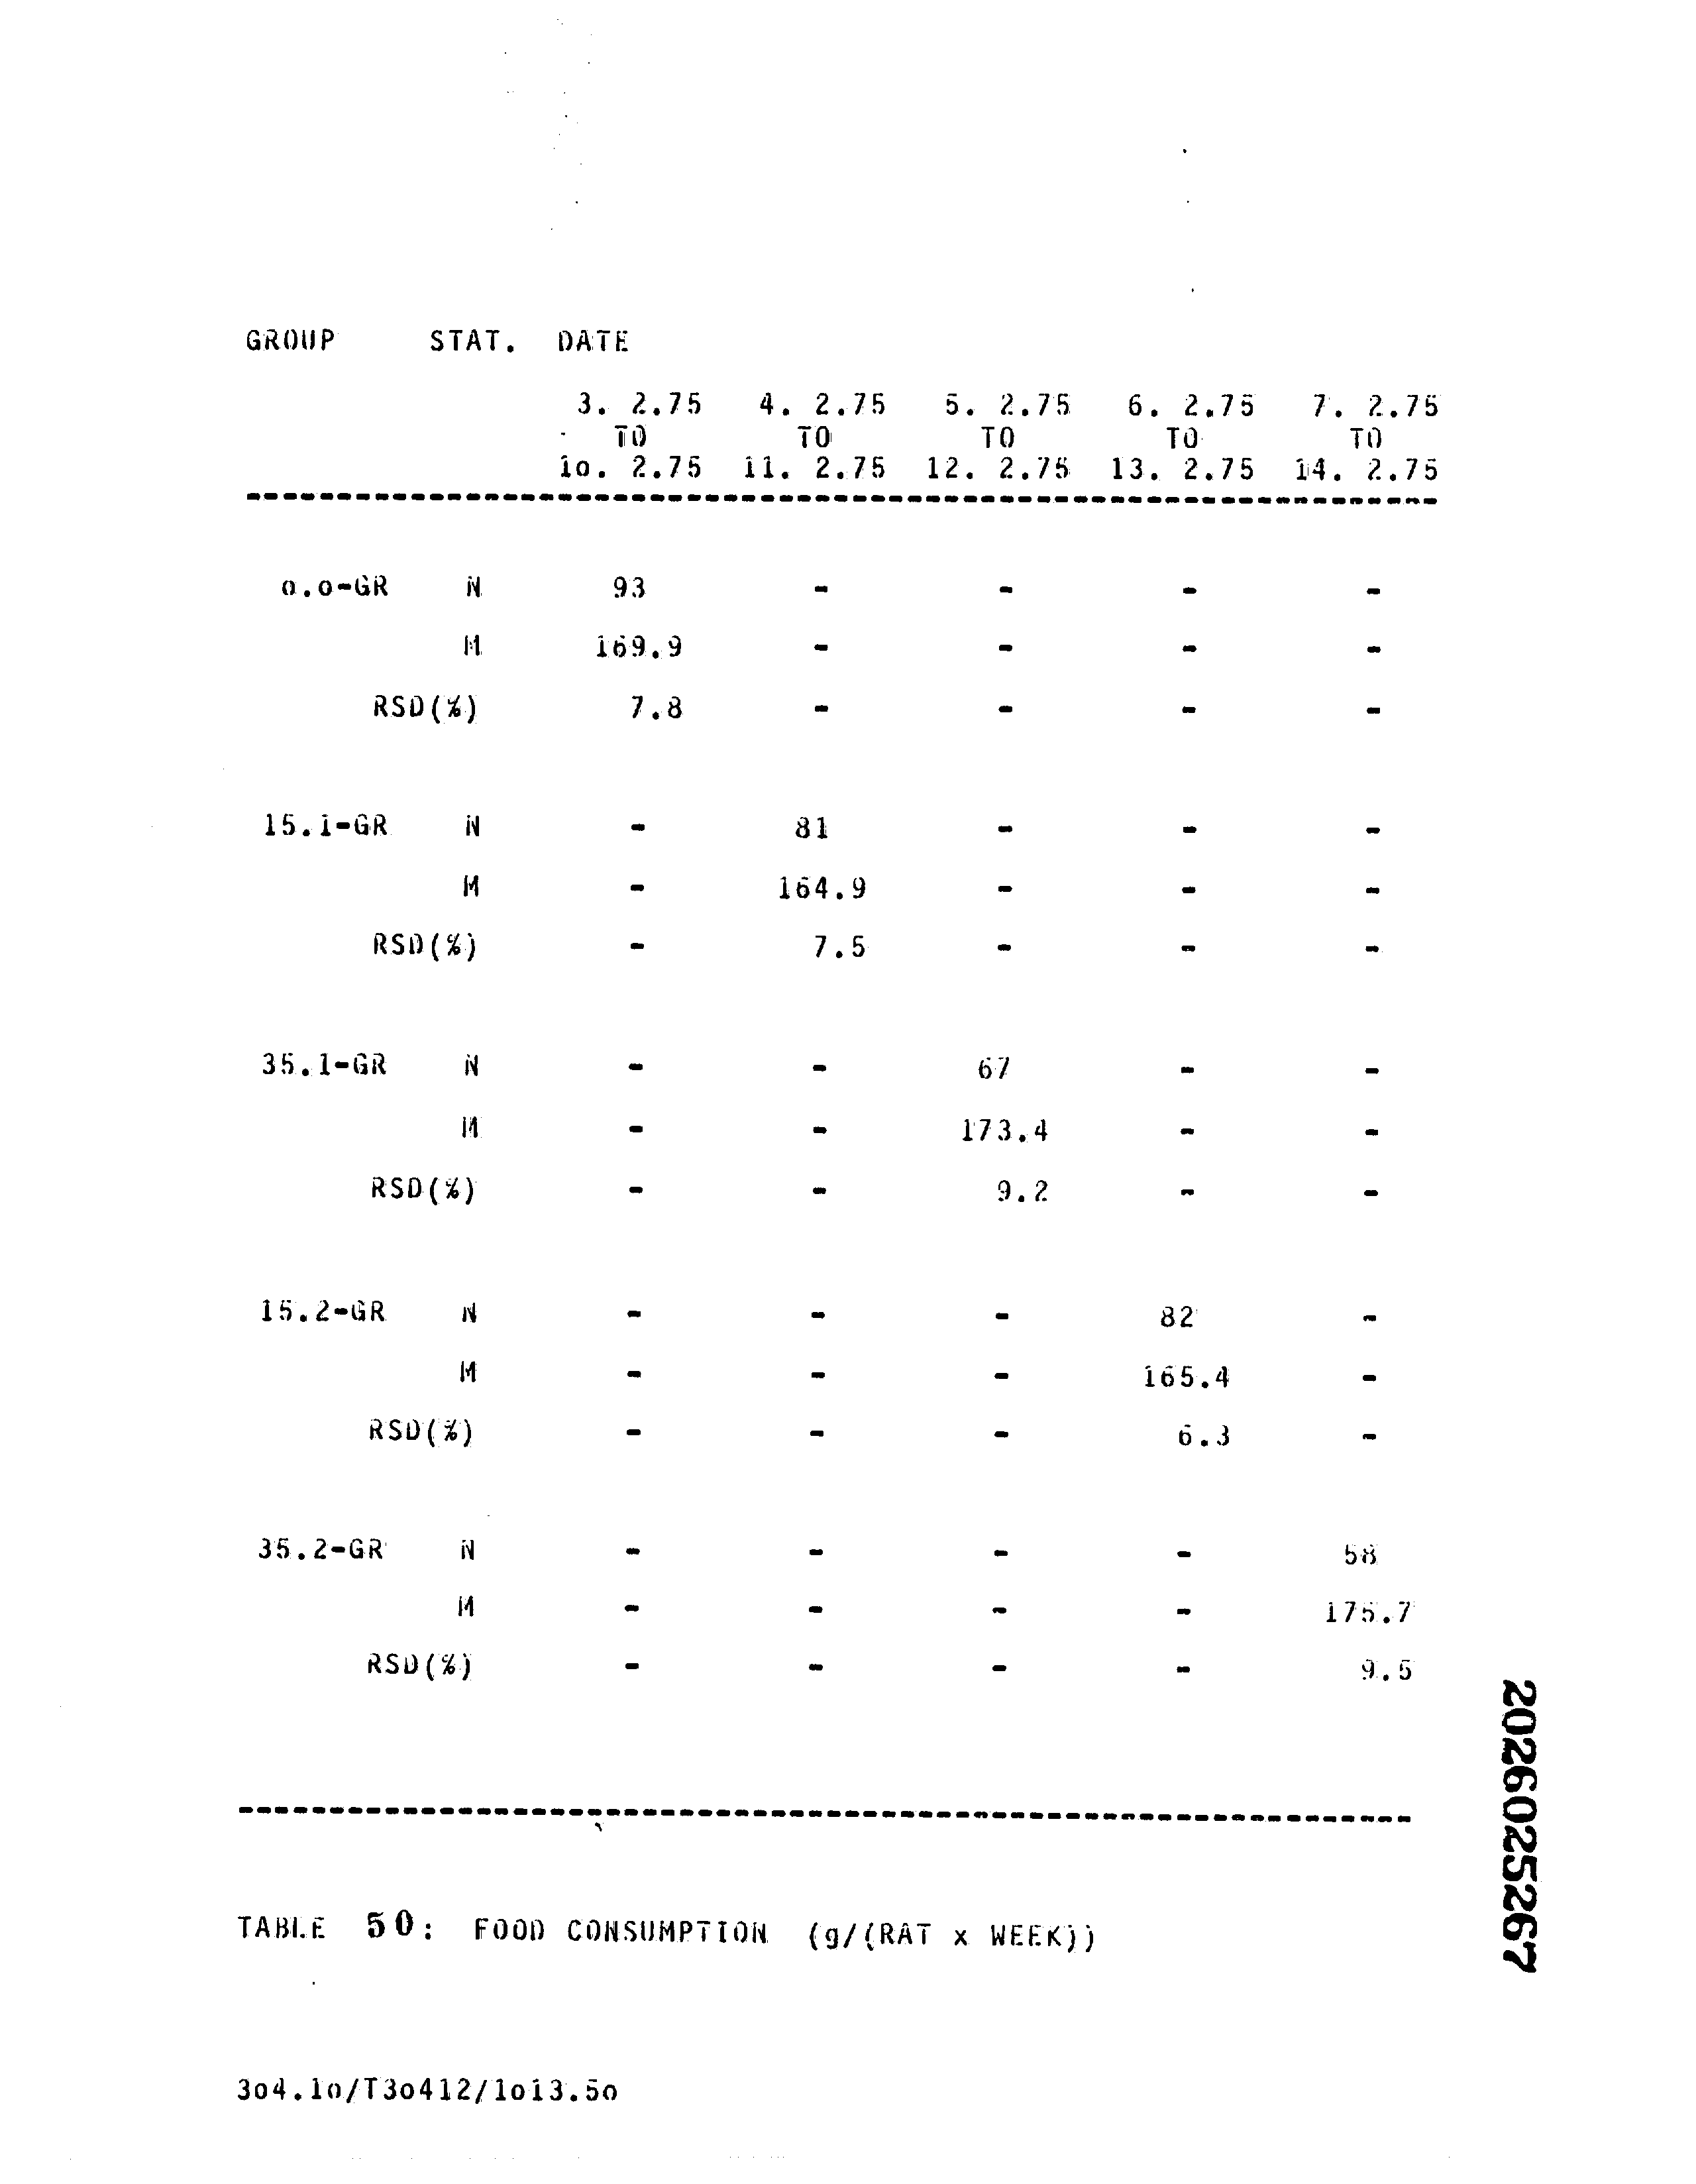 GROUP STAT. DATE
3. 2.75 4. 2.75 5. 2.75 6. 2.75 7. 2.75
TO TO TO TO TO
1o. 2.75 11. 2.75 12. 2.75 13. 2.75 14. 2.75
o.o-GR N 93 - - - -
M 169.9 - - - -
RSD(%) 7.8 - - - -
15.1-GR N - 81 - - -
M - 164.9 - - -
RSD(%) - 7.5 - - -
35.1-GR N - - 67 - -
M - - 173.4 - -
RSD(%) - - 9.2 - -
15.2-GR N - - - 82 -
M - - - 165.4 -
RSD(%) - - - 6.3 -
35.2-GR N - - - - 58
M - - - - 175.7
RSD(%) - - - - 9.5
TABLE 50: FOOD CONSUMPTION (g/(RAT x WEEK))
3o4.1o/T3o412/1o13.5o
2026025267